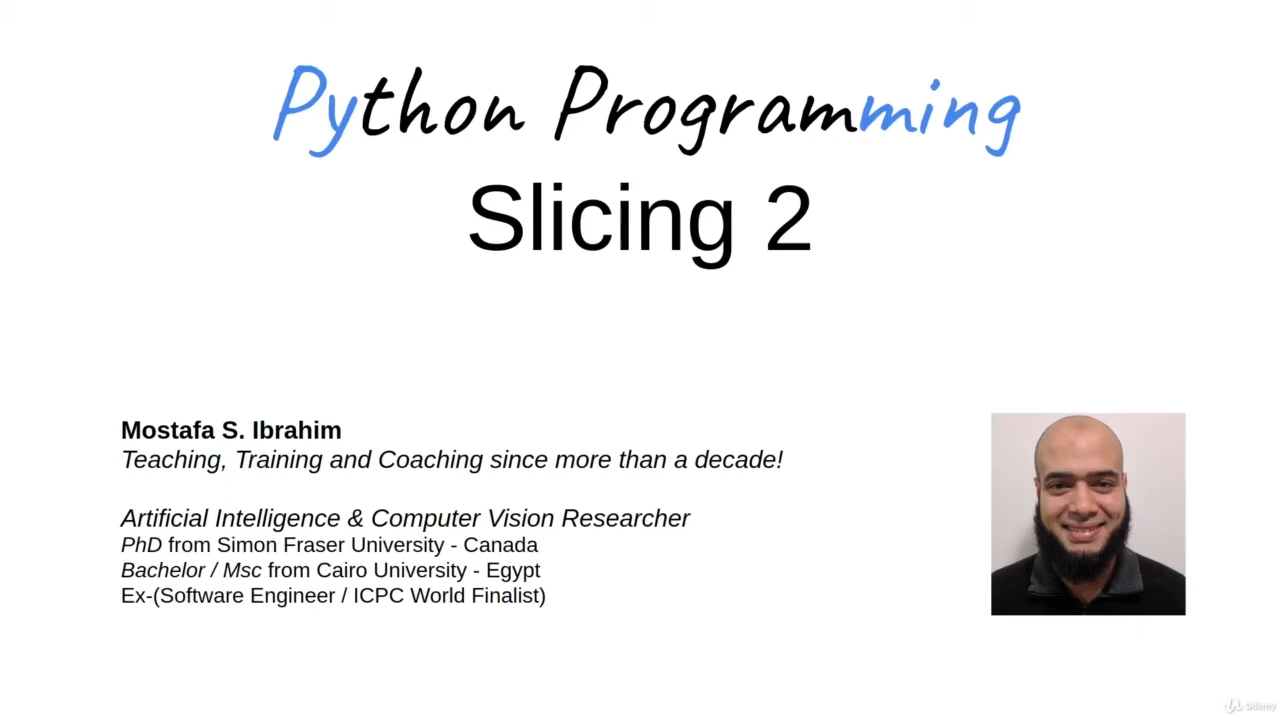 Python Programming
Slicing 2
Mostafa S. Ibrahim
Teaching, Training and Coaching since more than a decade!
Artificial Intelligence & Computer Vision Researcher
PhD from Simon Fraser University - Canada
Bachelor / Msc from Cairo University - Egypt
Ex-(Software Engineer / ICPC World Finalist)
Udemy